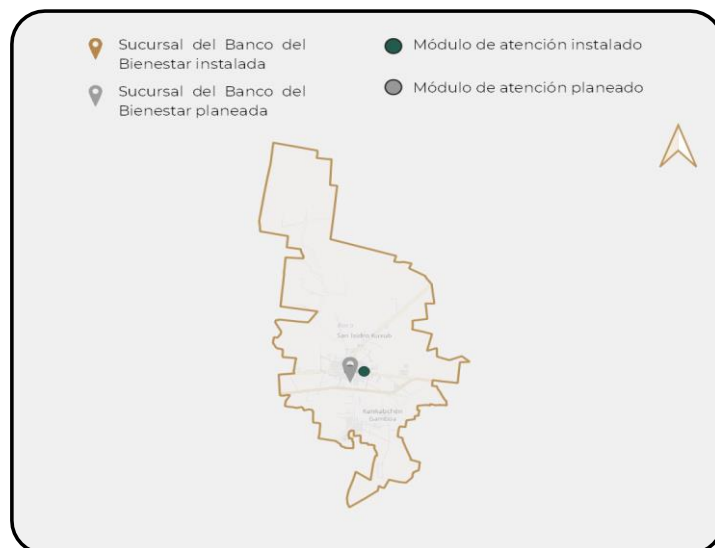 Sucursal del Banco del
Bienestar instalada
Sucursal del Banco del
Bienestar planeada
Módulo de atención instalado
Módulo de atención planeado
San Isidro Kuxub